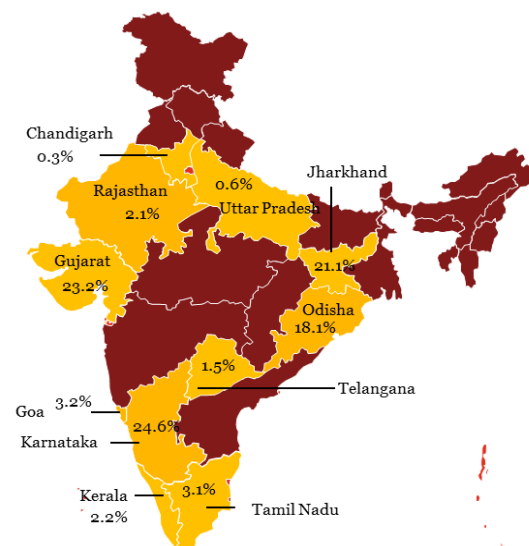 Chandigarh
0.3%
Jharkhand
0.6%
Rajasthan
Uttar Pradesh
2.1%
Gujarat
21.1%
23.2%
Odisha
18.1%
1.5%
Telangana
3.2%
Goa
24.6%
Karnataka
Kerala
3.1%
2.2%
Tamil Nadu